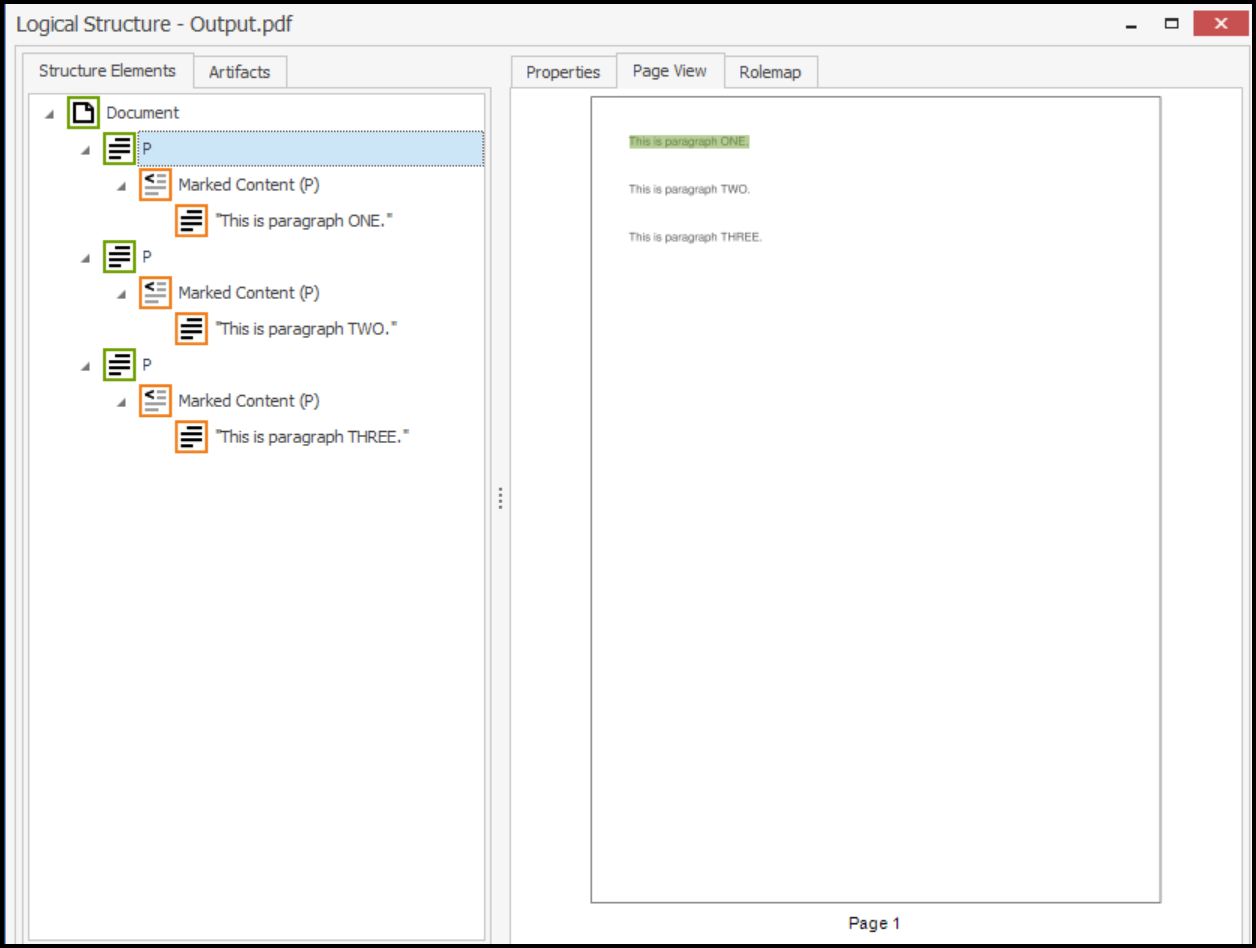 Logical Structure - Output.pdf
Structure Elements
Artifacts
Document
P
Marked Content (P)
"This is paragraph ONE."
P
Marked Content (P)
"This is paragraph TWO."
P
Marked Content (P)
"This is paragraph THREE."
Properties
Page View
Rolemap
This is paragraph ONE.
This is paragraph TWO.
This is paragraph THREE.
Page 1